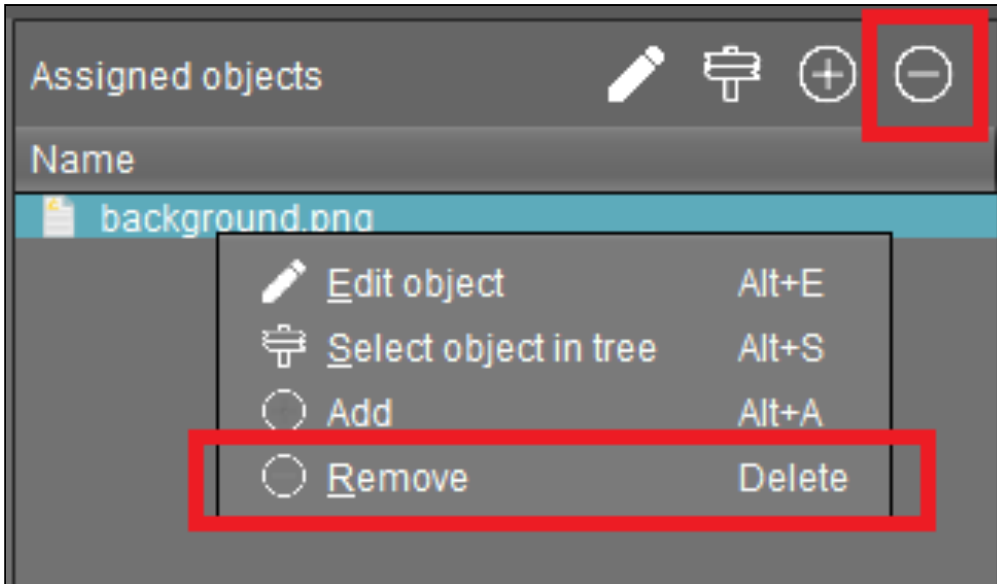 Assigned objects
Name
background.png
Edit object Alt+E
Select object in tree Alt+S
Add Alt+A
Remove Delete